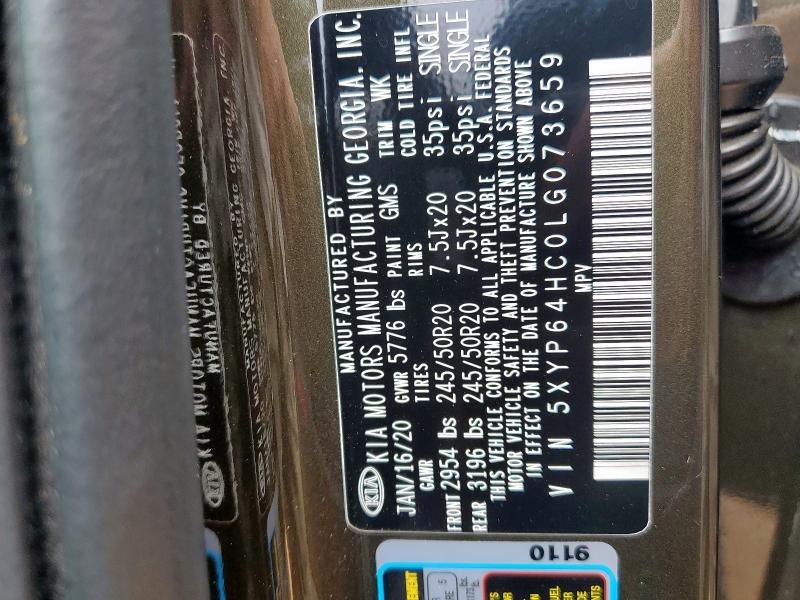 MANUFACTURED BY
KIA KIA MOTORS MANUFACTURING GEORGIA, INC.
JAN/16/20 GVWR 5776 lbs PAINT GMS TRIM WK
GAWR TIRES RIMS COLD TIRE INFL
FRONT 2954 lbs 245/50R20 7.5Jx20 35psi SINGLE
REAR 3196 lbs 245/50R20 7.5Jx20 35psi SINGLE
THIS VEHICLE CONFORMS TO ALL APPLICABLE U.S.A. FEDERAL
MOTOR VEHICLE SAFETY AND THEFT PREVENTION STANDARDS
IN EFFECT ON THE DATE OF MANUFACTURE SHOWN ABOVE
VIN 5XYP64HC0LG073659
MPV
9110